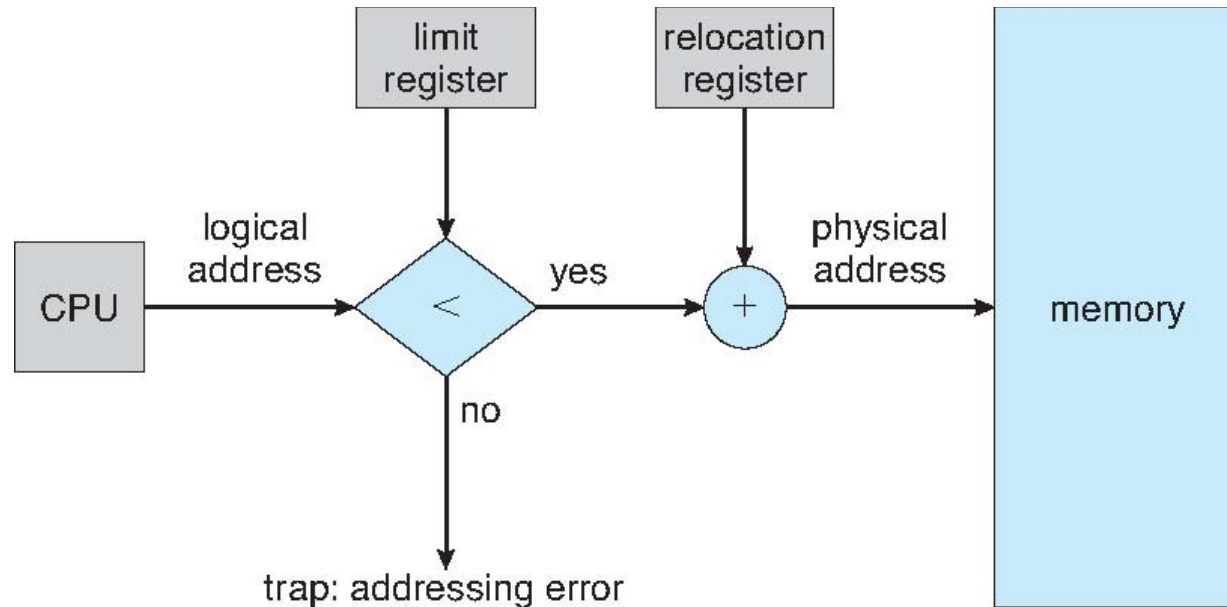 limit
register
relocation
register
logical
address
physical
address
CPU
<
yes
+
memory
no
trap: addressing error